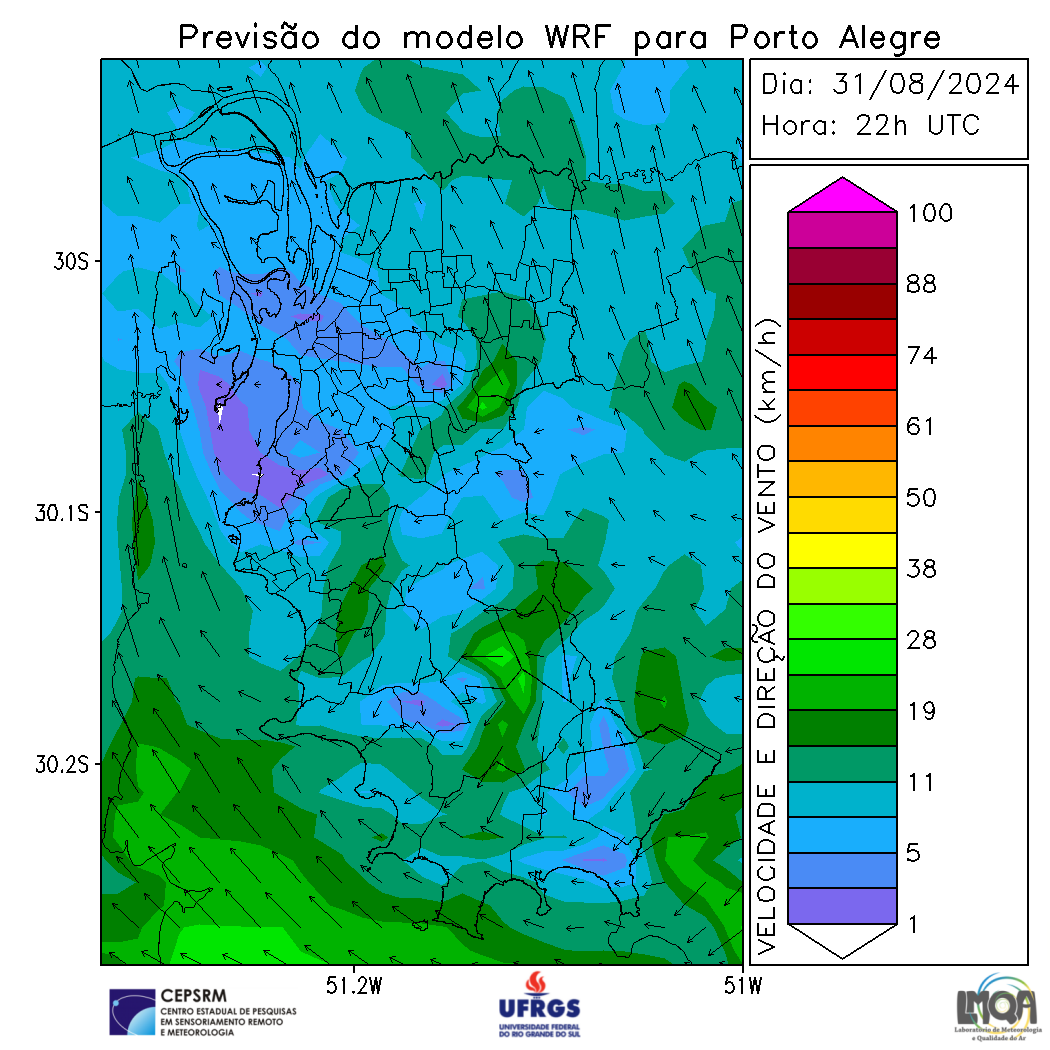 Previsão do modelo WRF para Porto Alegre
Dia: 31/08/2024
Hora: 22h UTC
30S
30.1S
30.2S
51.2W
51W
VELOCIDADE E DIREÇÃO DO VENTO (km/h)
100
88
74
61
50
38
28
19
11
5
1
CEPSRM
CENTRO ESTADUAL DE PESQUISAS
EM SENSORIAMENTO REMOTO
E METEOROLOGIA
UFRGS
UNIVERSIDADE FEDERAL
DO RIO GRANDE DO SUL
LMQA
Laboratório de Meteorologia
e Qualidade do Ar